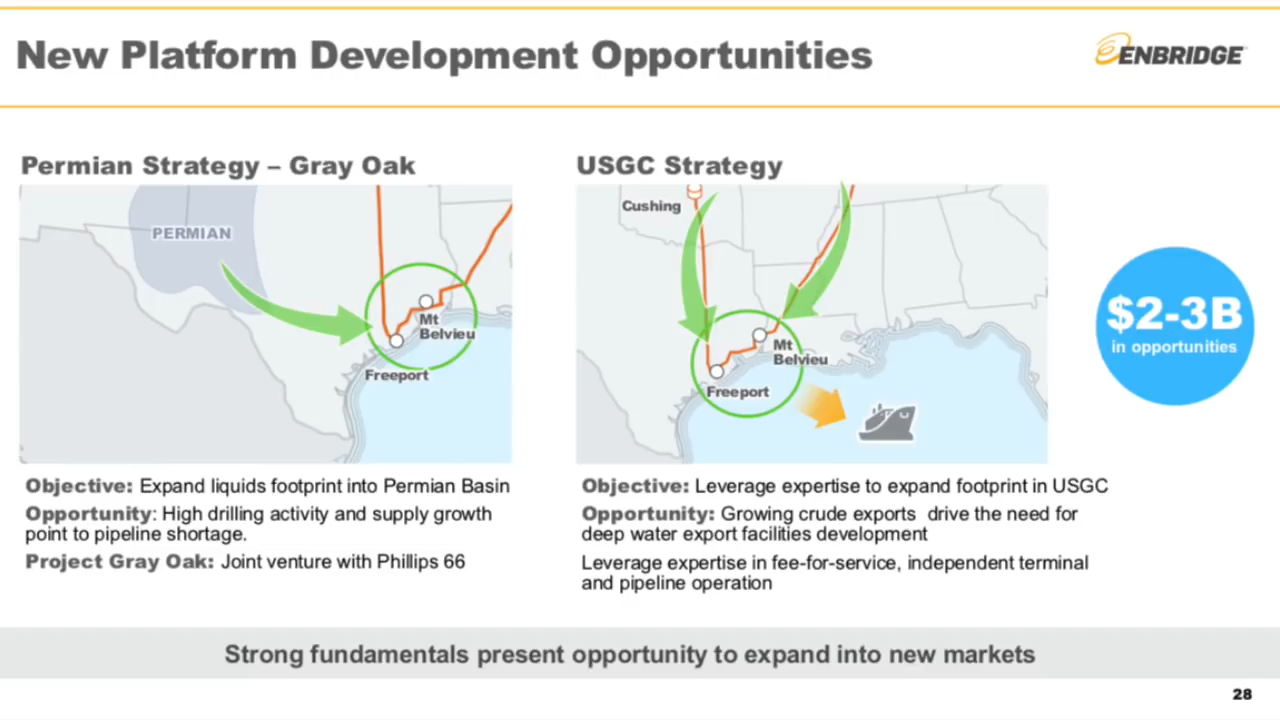 New Platform Development Opportunities
ENBRIDGE
Permian Strategy – Gray Oak
PERMIAN
Mt
Belvieu
Freeport
Objective: Expand liquids footprint into Permian Basin
Opportunity: High drilling activity and supply growth
point to pipeline shortage.
Project Gray Oak: Joint venture with Phillips 66
USGC Strategy
Cushing
Mt
Belvieu
Freeport
Objective: Leverage expertise to expand footprint in USGC
Opportunity: Growing crude exports drive the need for
deep water export facilities development
Leverage expertise in fee-for-service, independent terminal
and pipeline operation
$2-3B
in opportunities
Strong fundamentals present opportunity to expand into new markets
28